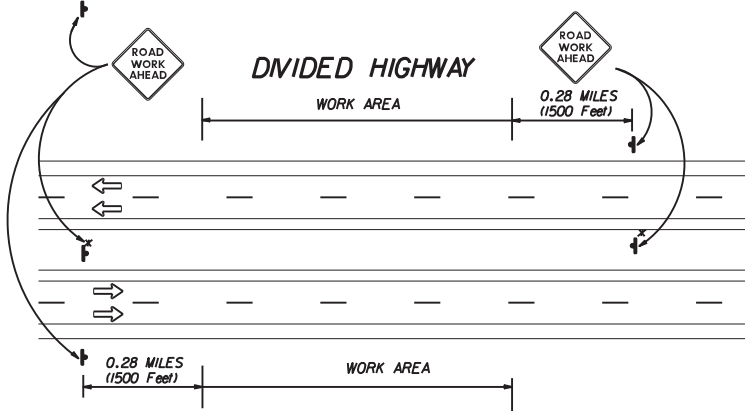 ROAD
WORK
AHEAD
DIVIDED HIGHWAY
ROAD
WORK
AHEAD
WORK AREA
0.28 MILES
(1500 Feet)
x
x
0.28 MILES
(1500 Feet)
WORK AREA